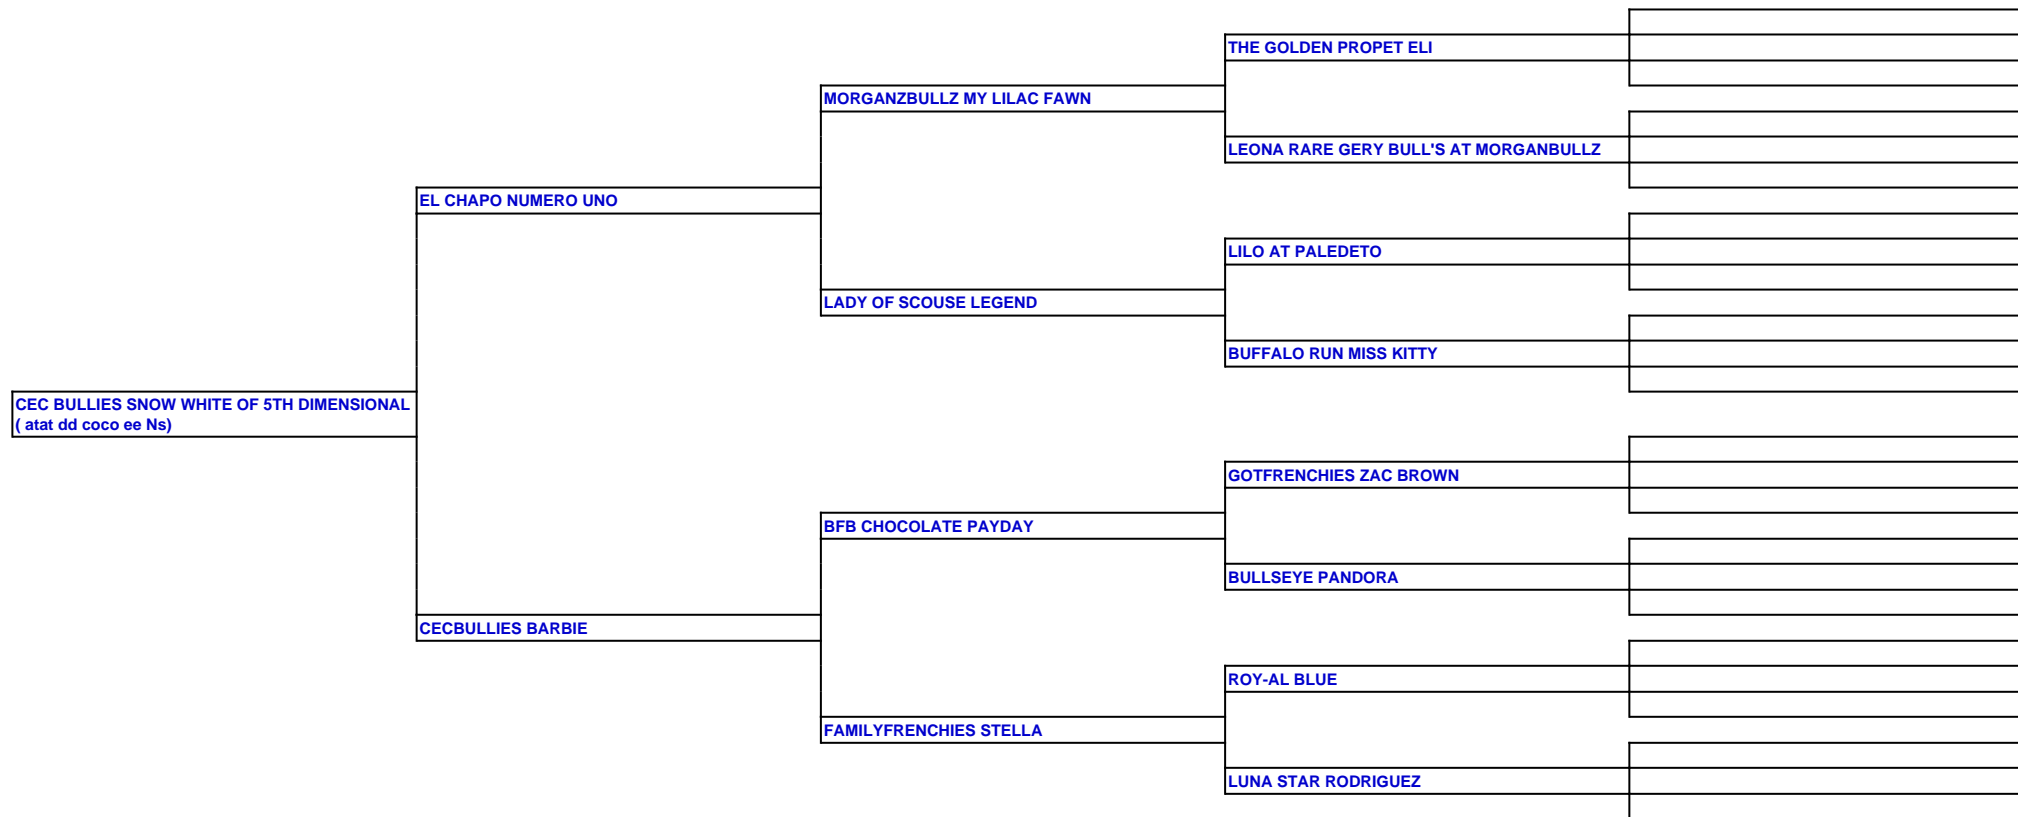 THE GOLDEN PROPET ELI
MORGANZBULLZ MY LILAC FAWN
LEONA RARE GERY BULL'S AT MORGANBULLZ
EL CHAPO NUMERO UNO
LILO AT PALEDETO
LADY OF SCOUSE LEGEND
BUFFALO RUN MISS KITTY
CEC BULLIES SNOW WHITE OF 5TH DIMENSIONAL
( atat dd coco ee Ns)
GOTFRENCHIES ZAC BROWN
BFB CHOCOLATE PAYDAY
BULLSEYE PANDORA
CECBULLIES BARBIE
ROY-AL BLUE
FAMILYFRENCHIES STELLA
LUNA STAR RODRIGUEZ